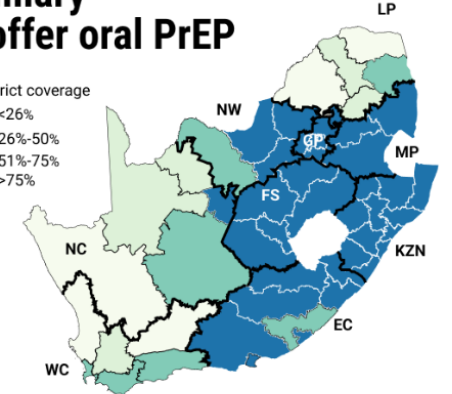 offer oral PrEP
LP
rict coverage
<26%
26%-50%
51%-75%
>75%
NW
GP
MP
FS
NC
KZN
EC
WC